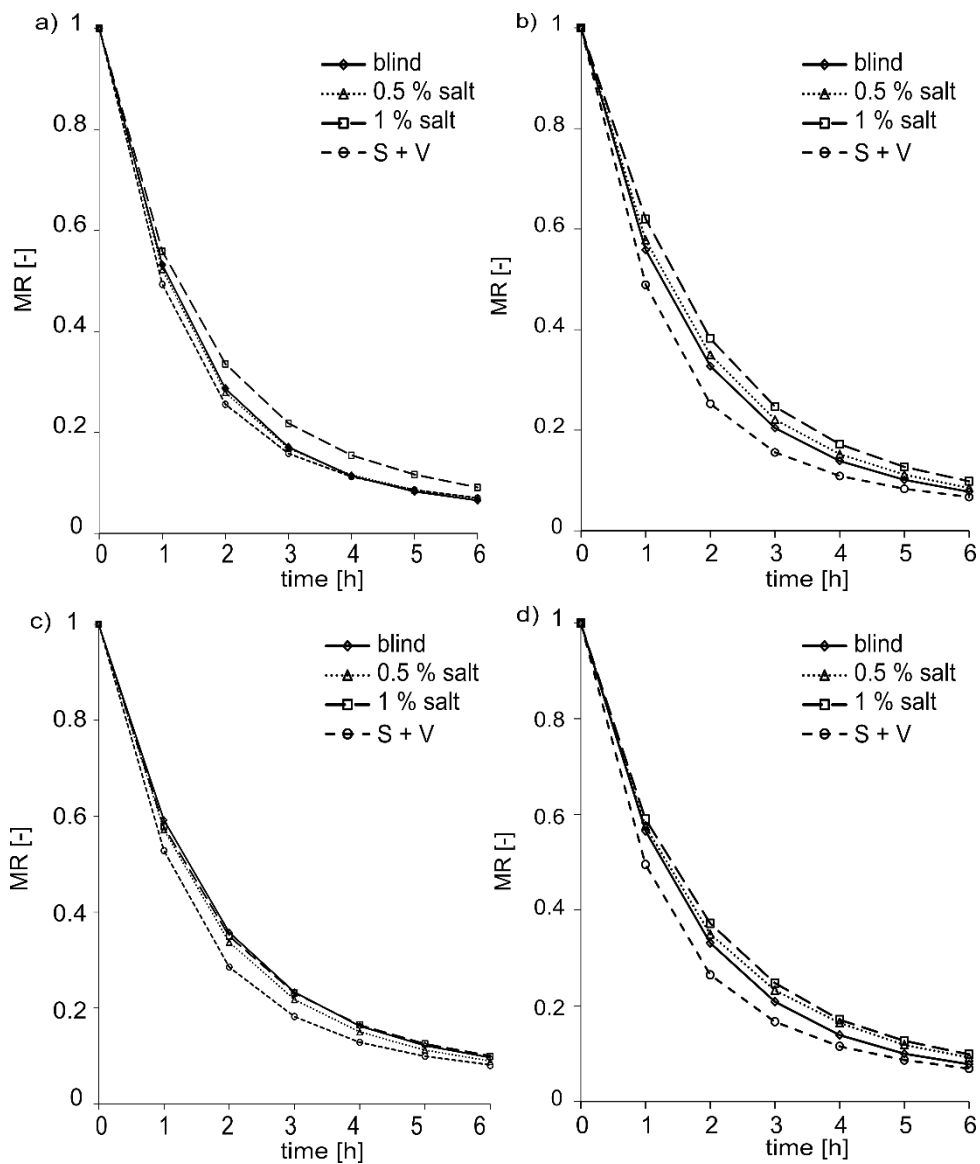 a)
1
0.8
0.6
0.4
0.2
0
MR [-]
blind
0.5 % salt
1 % salt
S + V
0 1 2 3 4 5 6
time [h]
b)
1
0.8
0.6
0.4
0.2
0
MR [-]
blind
0.5 % salt
1 % salt
S + V
0 1 2 3 4 5 6
time [h]
c)
1
0.8
0.6
0.4
0.2
0
MR [-]
blind
0.5 % salt
1 % salt
S + V
0 1 2 3 4 5 6
time [h]
d)
1
0.8
0.6
0.4
0.2
0
MR [-]
blind
0.5 % salt
1 % salt
S + V
0 1 2 3 4 5 6
time [h]